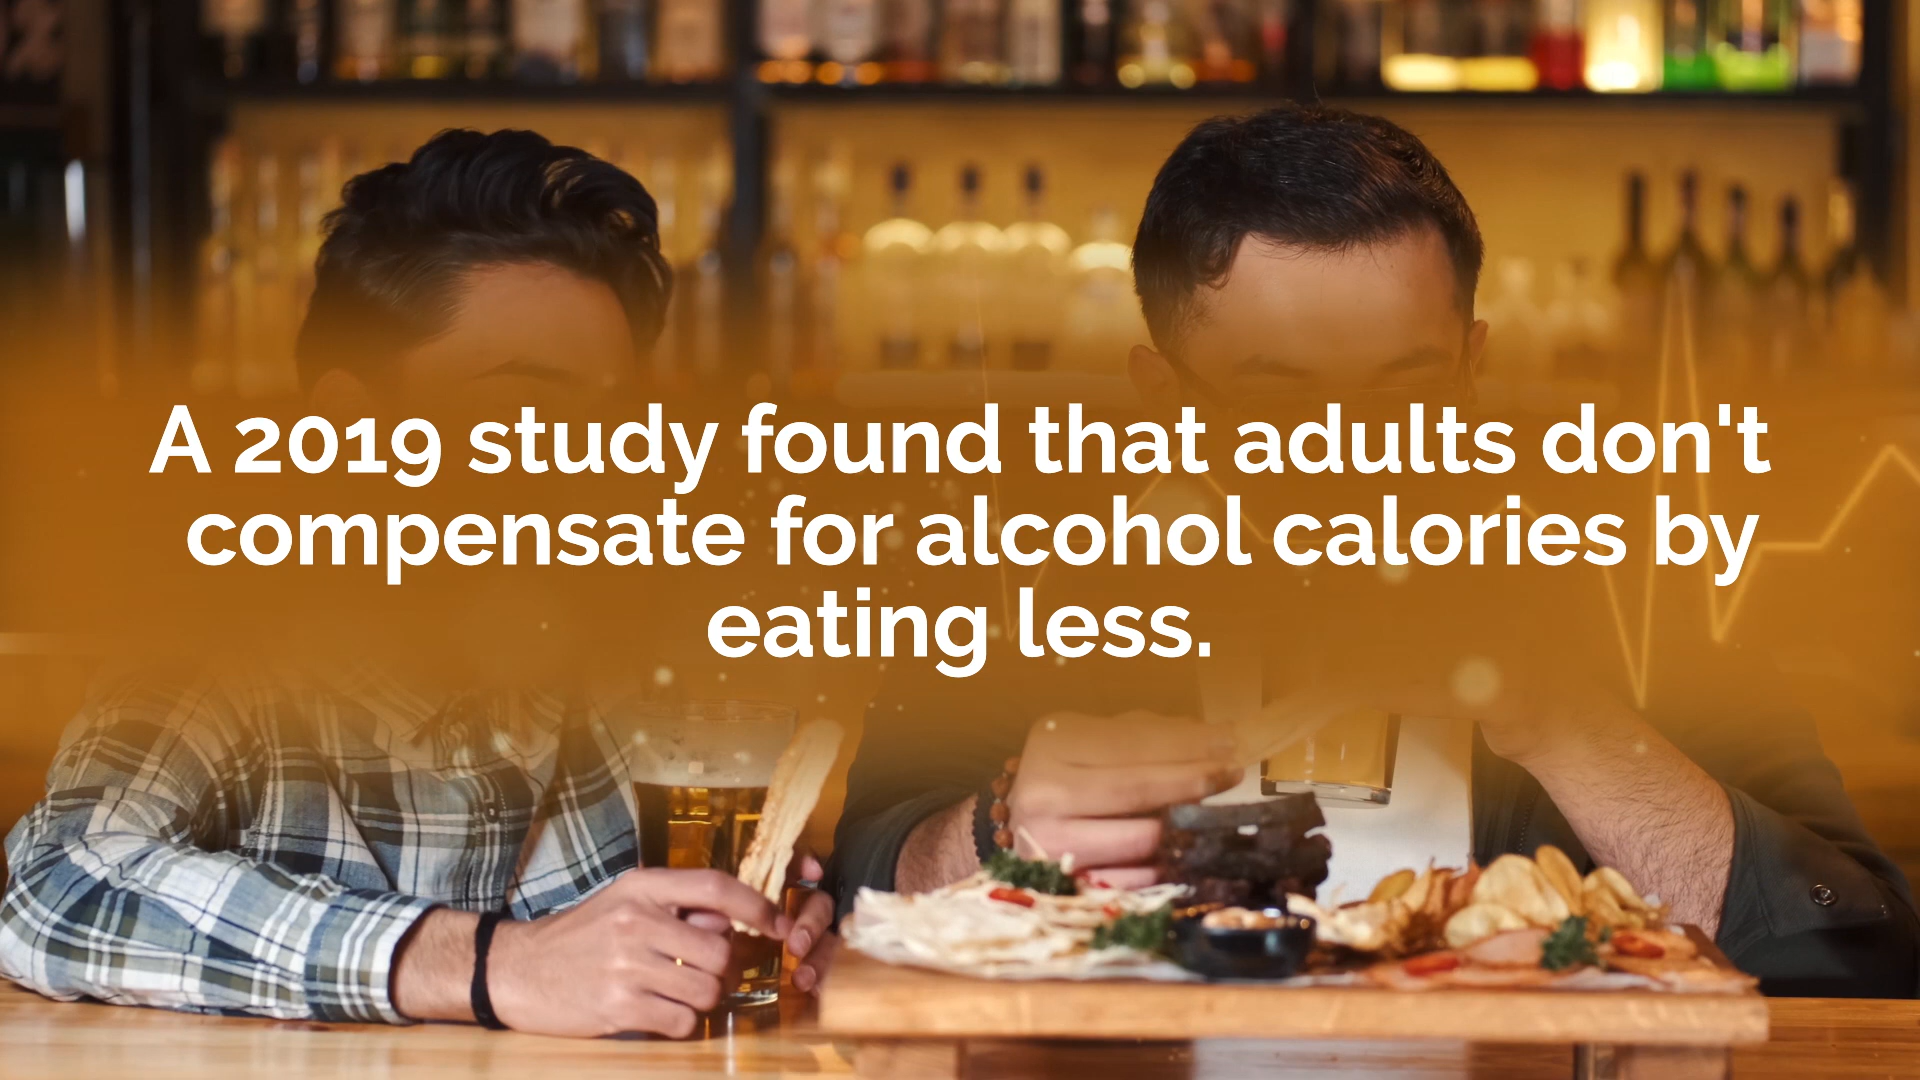 A 2019 study found that adults don't
compensate for alcohol calories by
eating less.